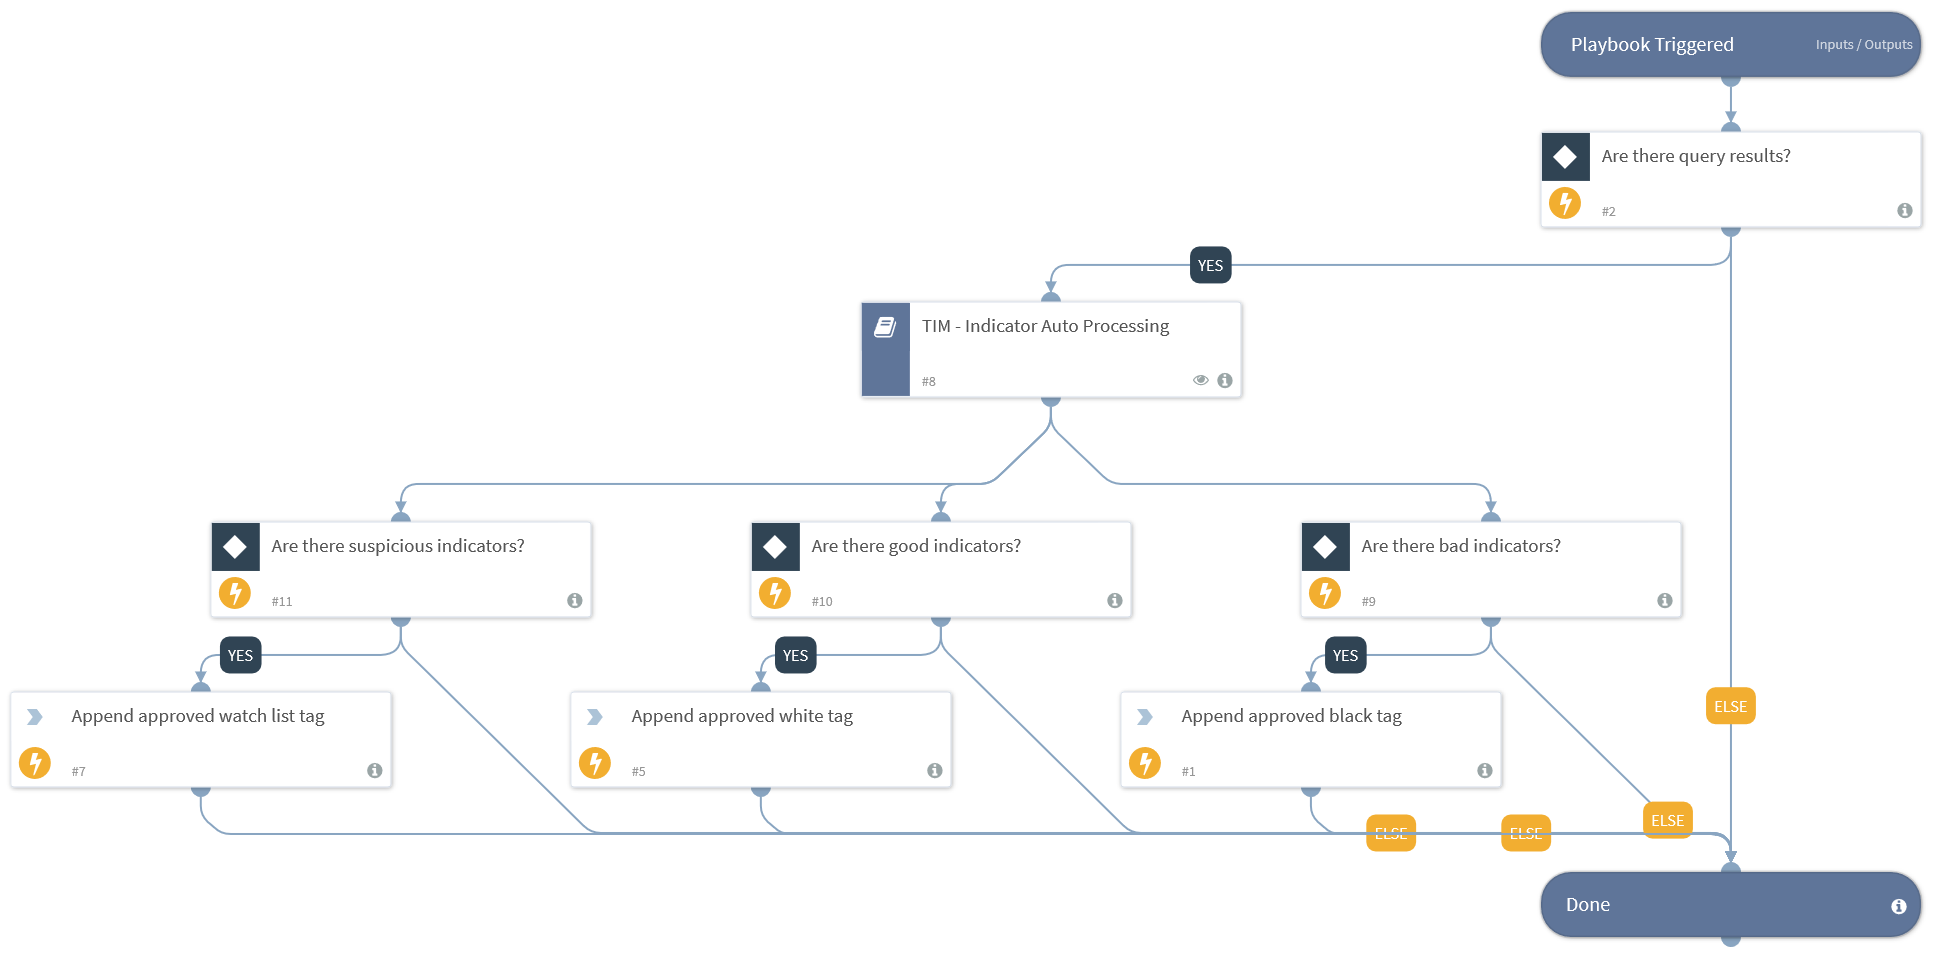 Playbook Triggered
Inputs / Outputs
Are there query results?
#2
YES
TIM - Indicator Auto Processing
#8
Are there suspicious indicators?
#11
Are there good indicators?
#10
Are there bad indicators?
#9
YES
YES
YES
Append approved watch list tag
#7
Append approved white tag
#5
Append approved black tag
#1
ELSE
ELSE
ELSE
ELSE
Done